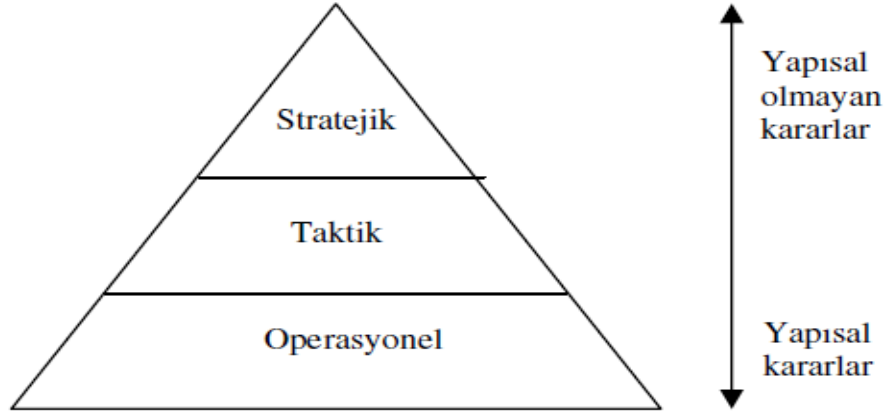 Stratejik
Yapısal
olmayan
kararlar
Taktik
Operasyonel
Yapısal
kararlar